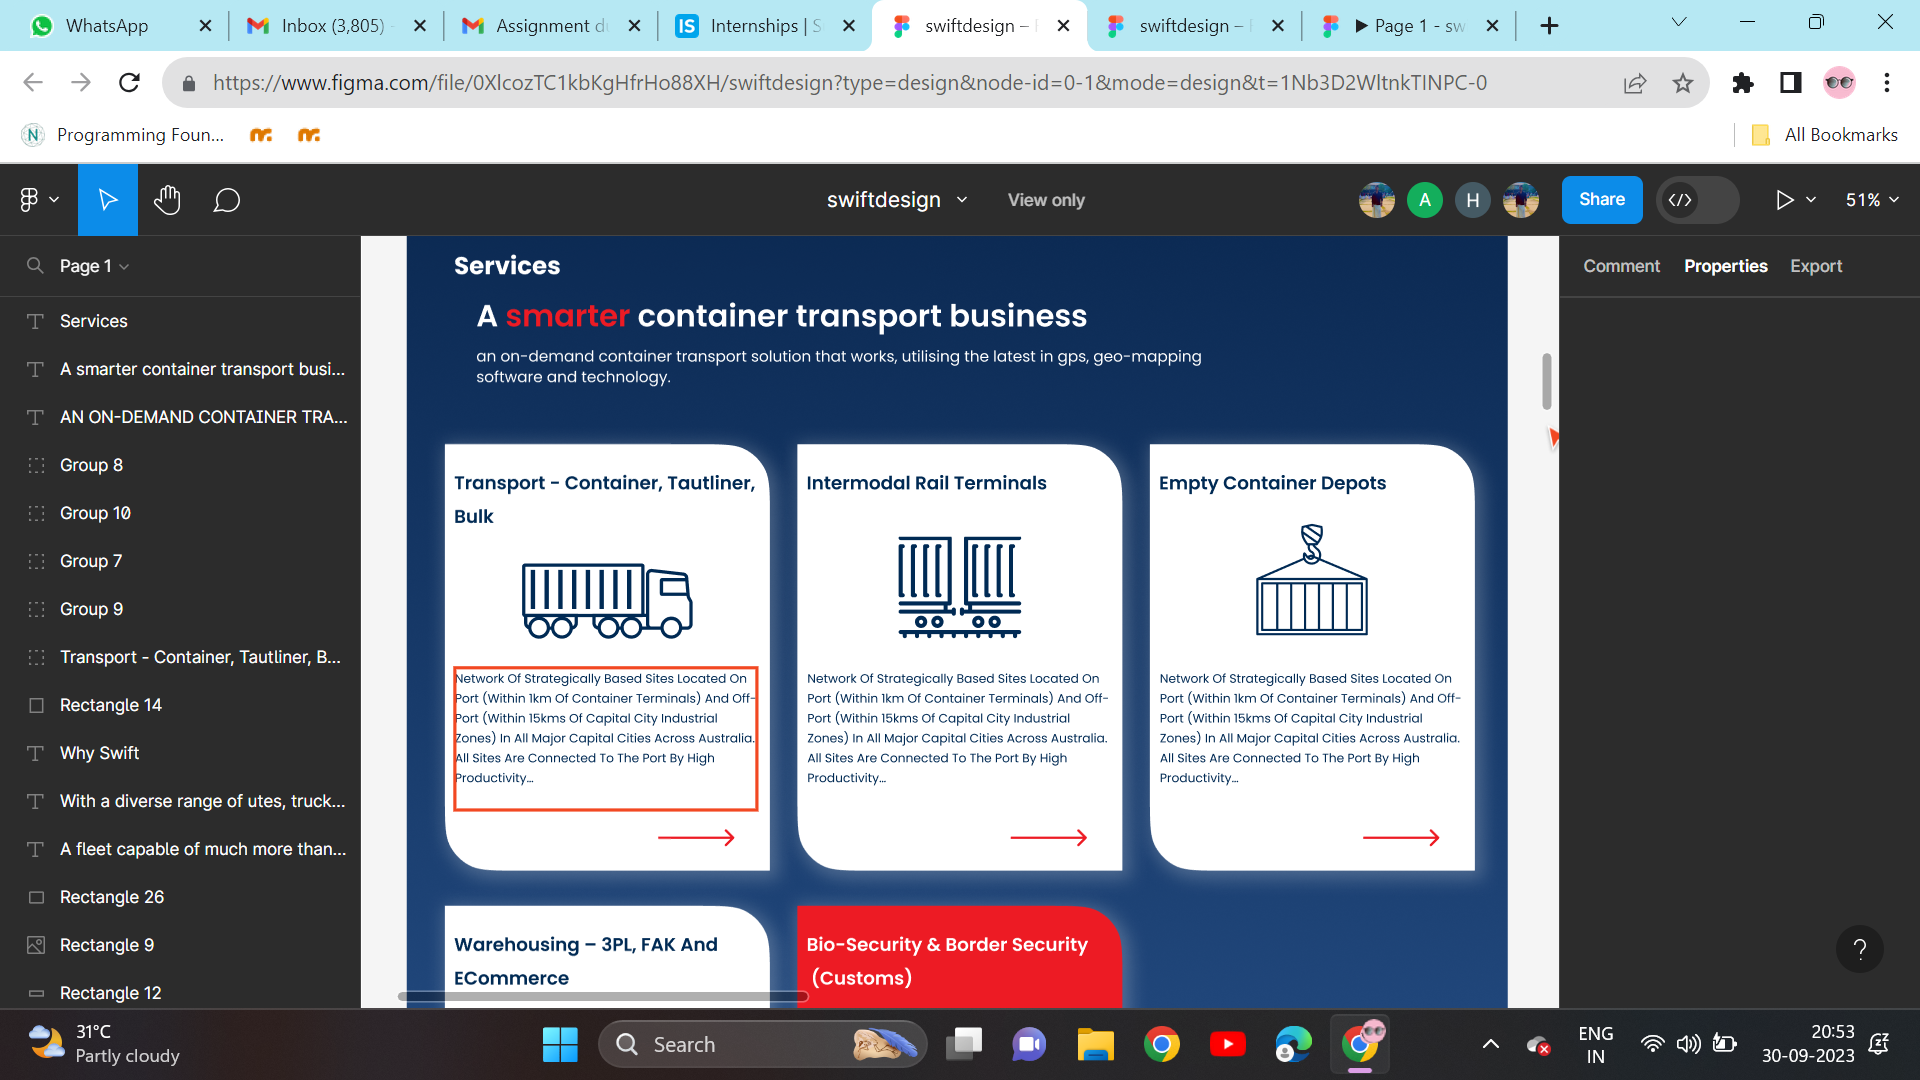 WhatsApp
Inbox (3,805)
Assignment du
IS Internships | S
swiftdesign –
swiftdesign –
▶ Page 1 - sw
https://www.figma.com/file/0XlcozTC1kbKgHfrHo88XH/swiftdesign?type=design&node-id=0-1&mode=design&t=1Nb3D2WltnkTINPC-0
N Programming Foun...
All Bookmarks
swiftdesign
View only
A
H
Share
51%
Page 1
Services
A smarter container transport busi...
AN ON-DEMAND CONTAINER TRA...
Group 8
Group 10
Group 7
Group 9
Transport - Container, Tautliner, B...
Rectangle 14
Why Swift
With a diverse range of utes, truck...
A fleet capable of much more than...
Rectangle 26
Rectangle 9
Rectangle 12
Services
A smarter container transport business
an on-demand container transport solution that works, utilising the latest in gps, geo-mapping
software and technology.
Transport - Container, Tautliner,
Bulk
Network Of Strategically Based Sites Located On
Port (Within 1km Of Container Terminals) And Off-
Port (Within 15kms Of Capital City Industrial
Zones) In All Major Capital Cities Across Australia.
All Sites Are Connected To The Port By High
Productivity...
Intermodal Rail Terminals
Network Of Strategically Based Sites Located On
Port (Within 1km Of Container Terminals) And Off-
Port (Within 15kms Of Capital City Industrial
Zones) In All Major Capital Cities Across Australia.
All Sites Are Connected To The Port By High
Productivity...
Empty Container Depots
Network Of Strategically Based Sites Located On
Port (Within 1km Of Container Terminals) And Off-
Port (Within 15kms Of Capital City Industrial
Zones) In All Major Capital Cities Across Australia.
All Sites Are Connected To The Port By High
Productivity...
Warehousing – 3PL, FAK And
ECommerce
Bio-Security & Border Security
(Customs)
Comment
Properties
Export
?
31°C
Partly cloudy
Search
ENG
IN
20:53
30-09-2023